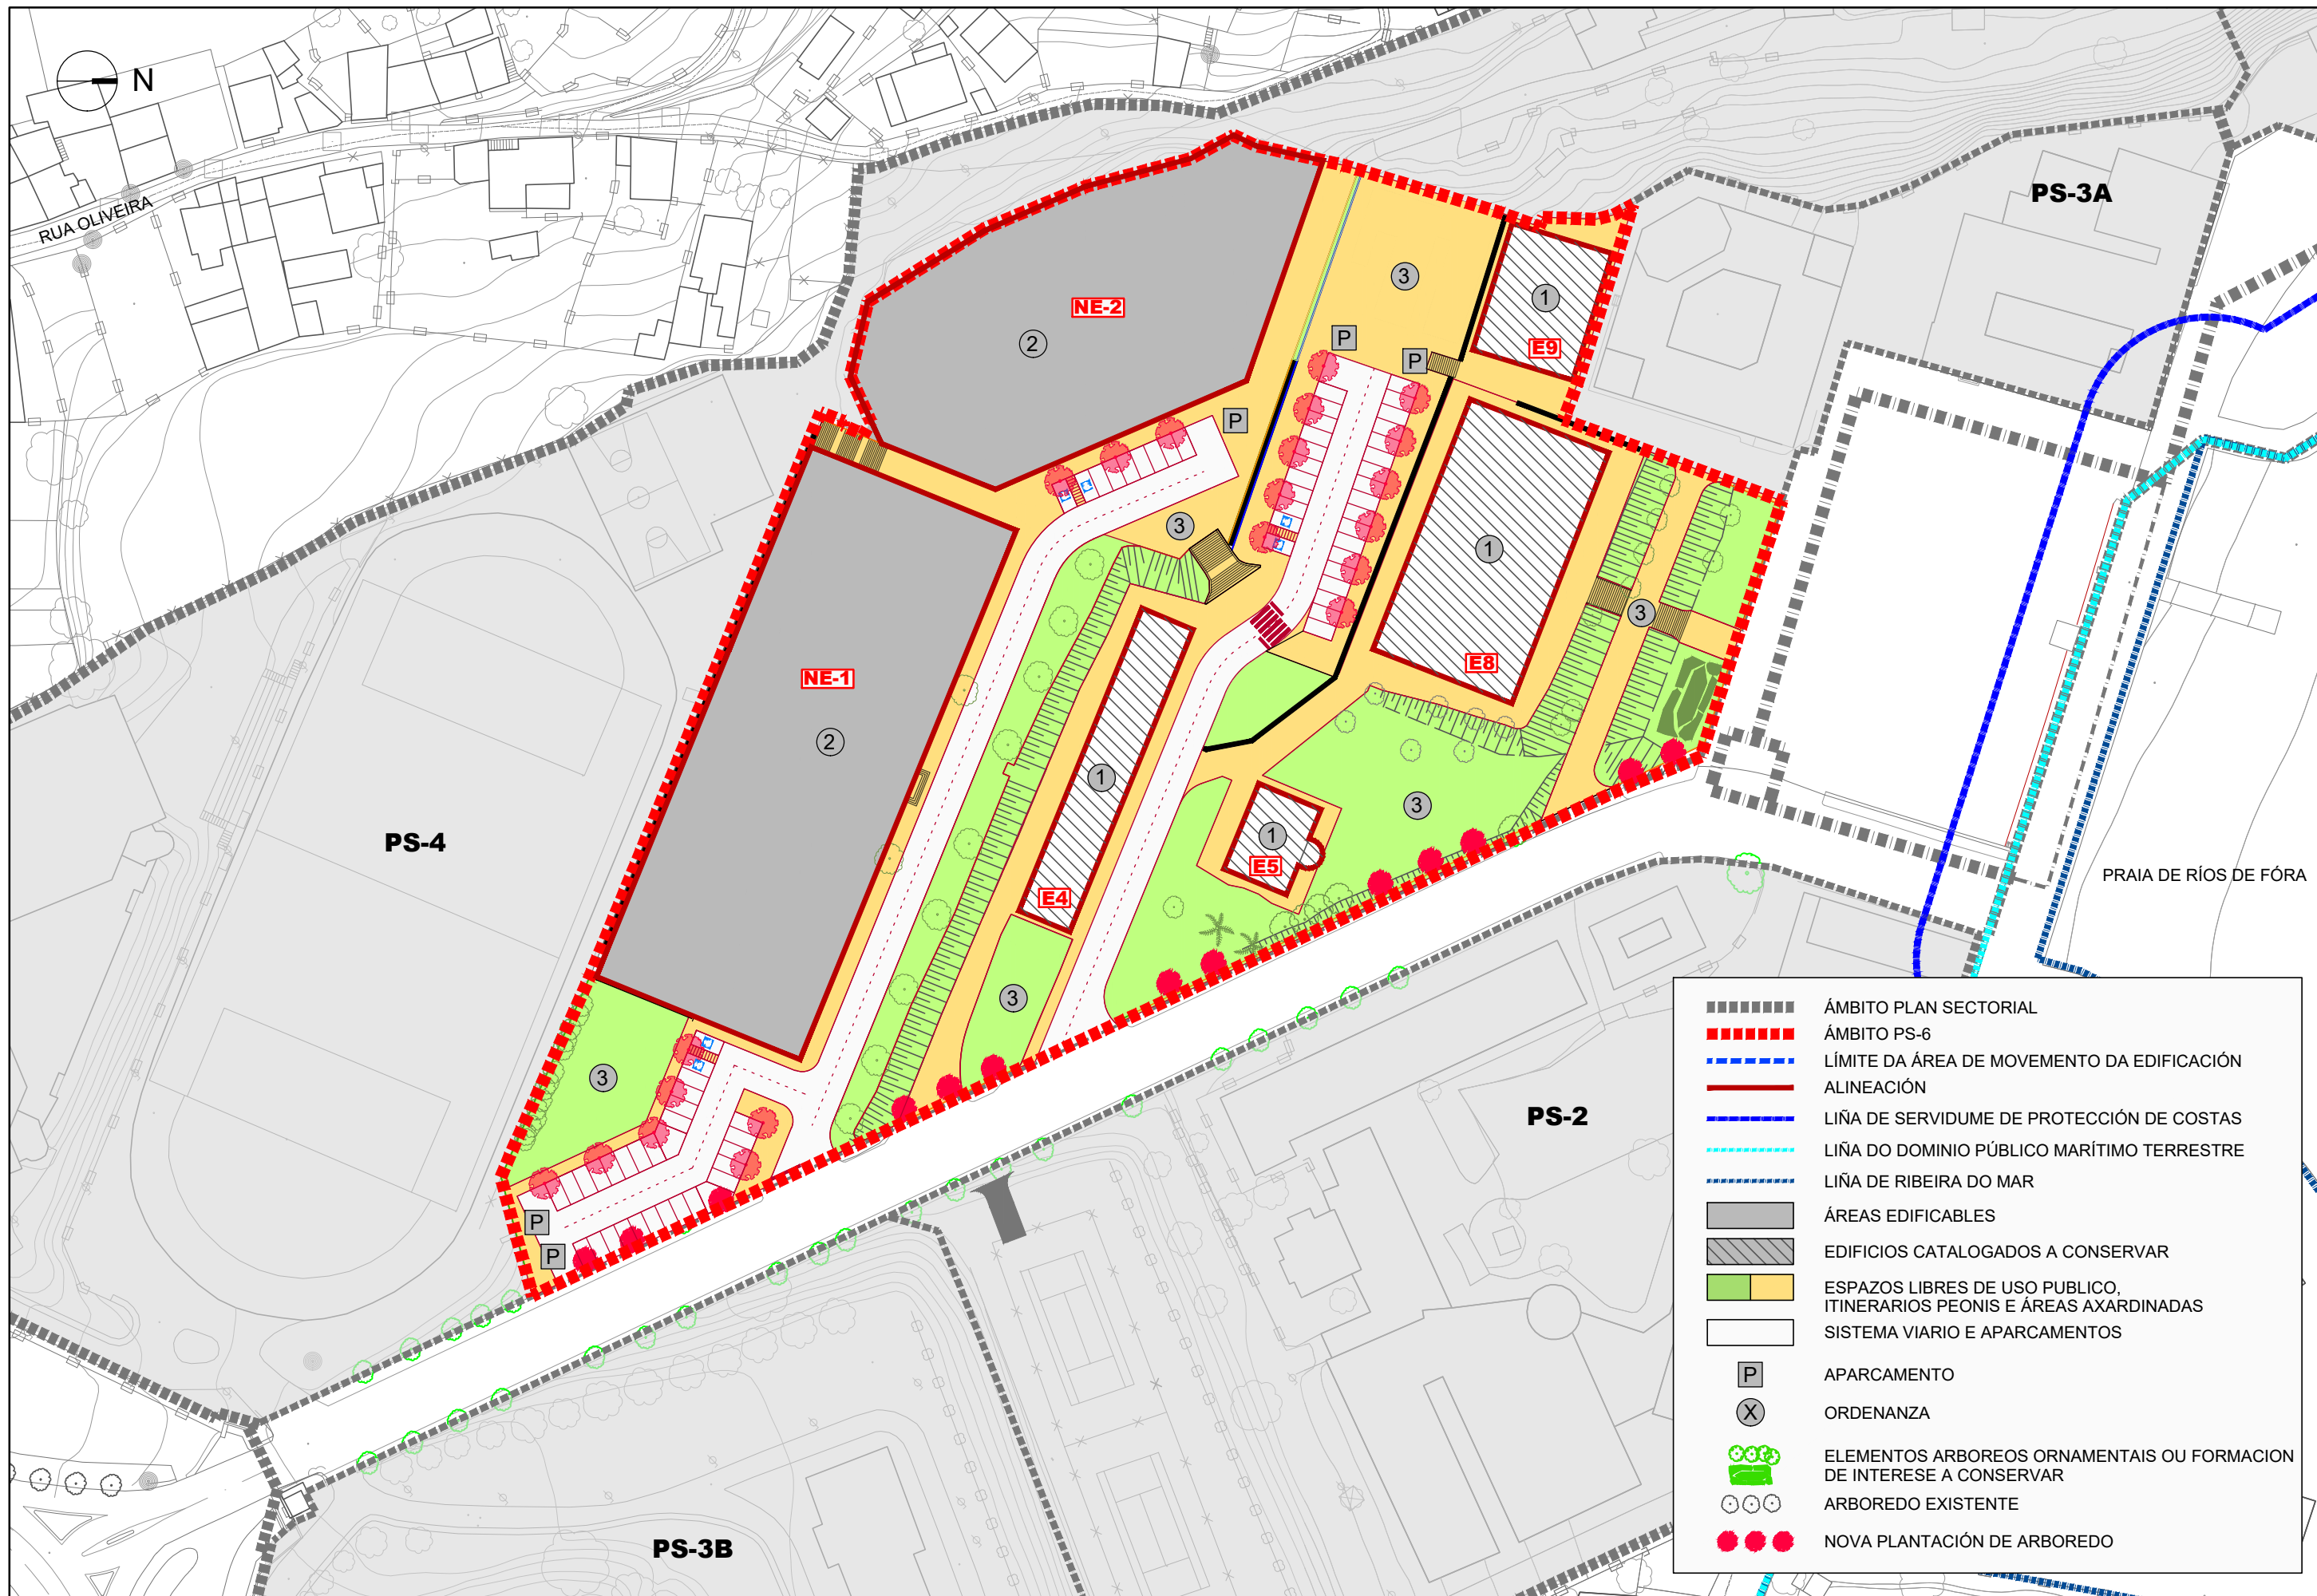 N
RUA OLIVEIRA
PS-3A
NE-2
2
3
1
E9
P
P
P
3
1
E8
3
NE-1
2
1
E4
PS-4
3
1
E5
3
3
PRAIA DE RÍOS DE FÓRA
P
P
PS-2
PS-3B
ÁMBITO PLAN SECTORIAL
ÁMBITO PS-6
LÍMITE DA ÁREA DE MOVEMENTO DA EDIFICACIÓN
ALINEACIÓN
LIÑA DE SERVIDUME DE PROTECCIÓN DE COSTAS
LIÑA DO DOMINIO PÚBLICO MARÍTIMO TERRESTRE
LIÑA DE RIBEIRA DO MAR
ÁREAS EDIFICABLES
EDIFICIOS CATALOGADOS A CONSERVAR
ESPAZOS LIBRES DE USO PUBLICO,
ITINERARIOS PEONIS E ÁREAS AXARDINADAS
SISTEMA VIARIO E APARCAMENTOS
P APARCAMENTO
X ORDENANZA
ELEMENTOS ARBOREOS ORNAMENTAIS OU FORMACION
DE INTERESE A CONSERVAR
ARBOREDO EXISTENTE
NOVA PLANTACIÓN DE ARBOREDO